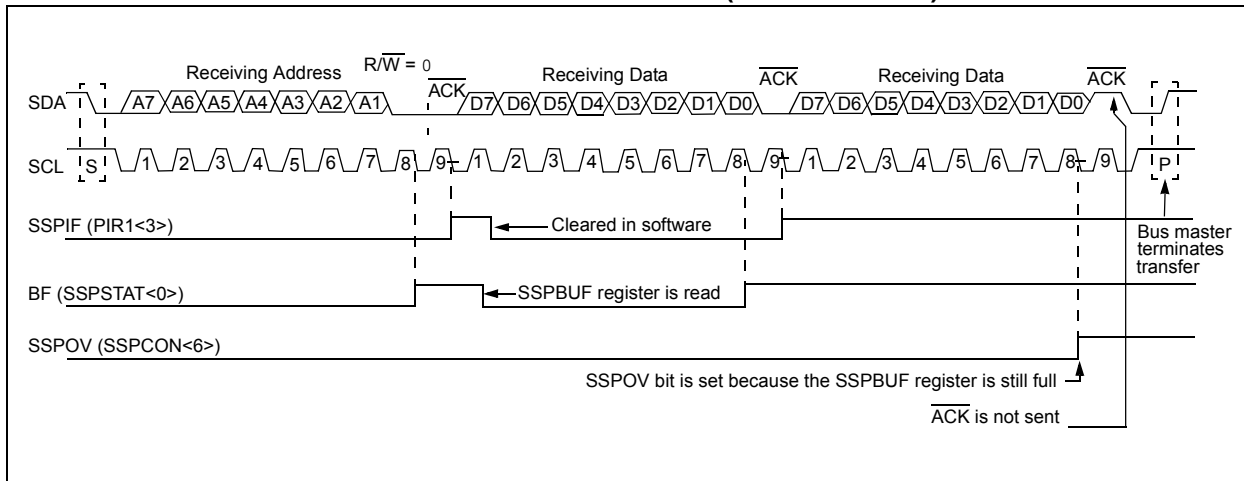 R/W = 0
Receiving Address
ACK
Receiving Data
ACK
Receiving Data
ACK
SDA
A7 A6 A5 A4 A3 A2 A1
D7 D6 D5 D4 D3 D2 D1 D0
D7 D6 D5 D4 D3 D2 D1 D0
SCL
S
1 2 3 4 5 6 7 8 9
1 2 3 4 5 6 7 8 9
1 2 3 4 5 6 7 8 9
P
SSPIF (PIR1<3>)
Cleared in software
Bus master
terminates
transfer
BF (SSPSTAT<0>)
SSPBUF register is read
SSPOV (SSPCON<6>)
SSPOV bit is set because the SSPBUF register is still full
ACK is not sent